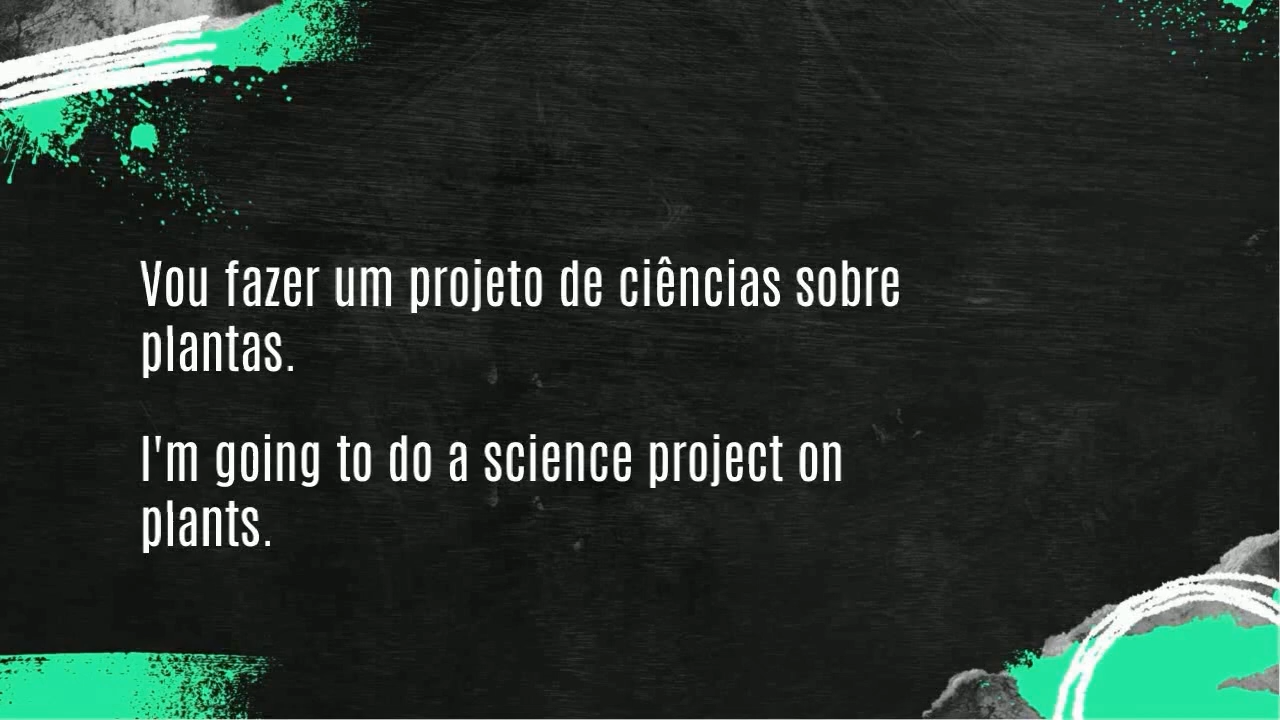 Vou fazer um projeto de ciências sobre
plantas.
I'm going to do a science project on
plants.